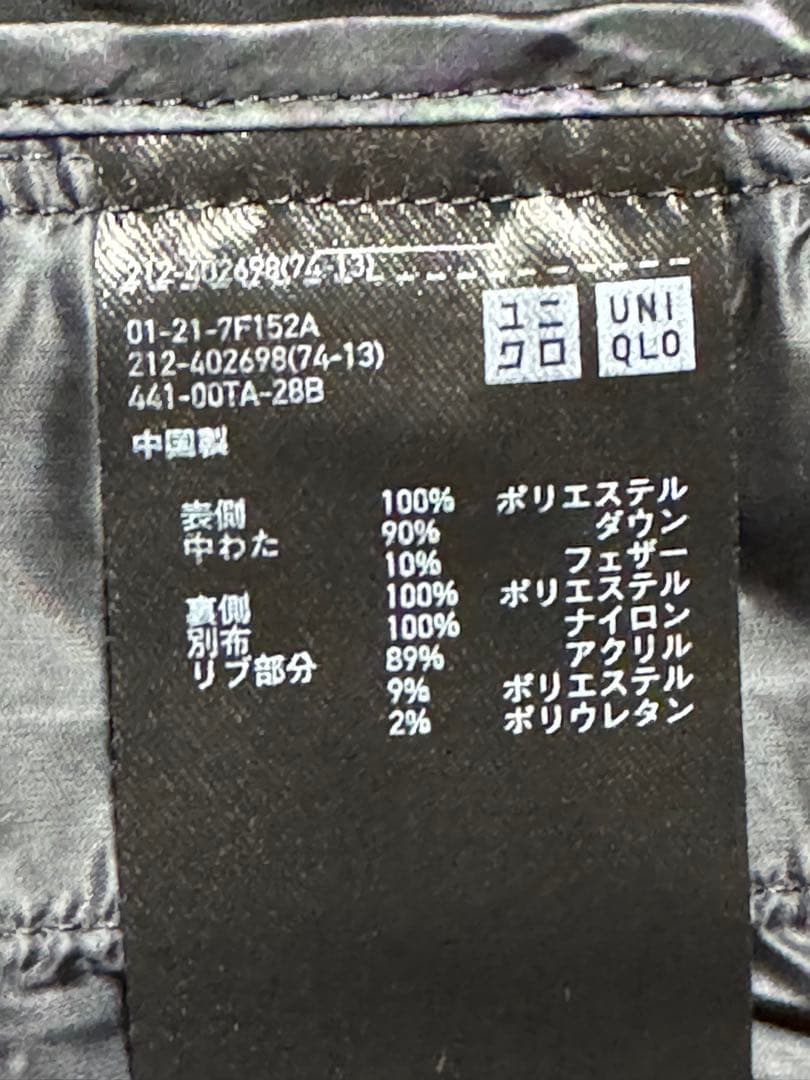 212-402698(74-13)
ユニクロ
UNIQLO
01-21-7F152A
212-402698(74-13)
441-00TA-28B
中国製
表側 100% ポリエステル
中わた 90% ダウン
10% フェザー
裏側 100% ポリエステル
別布 100% ナイロン
リブ部分 89% アクリル
9% ポリエステル
2% ポリウレタン